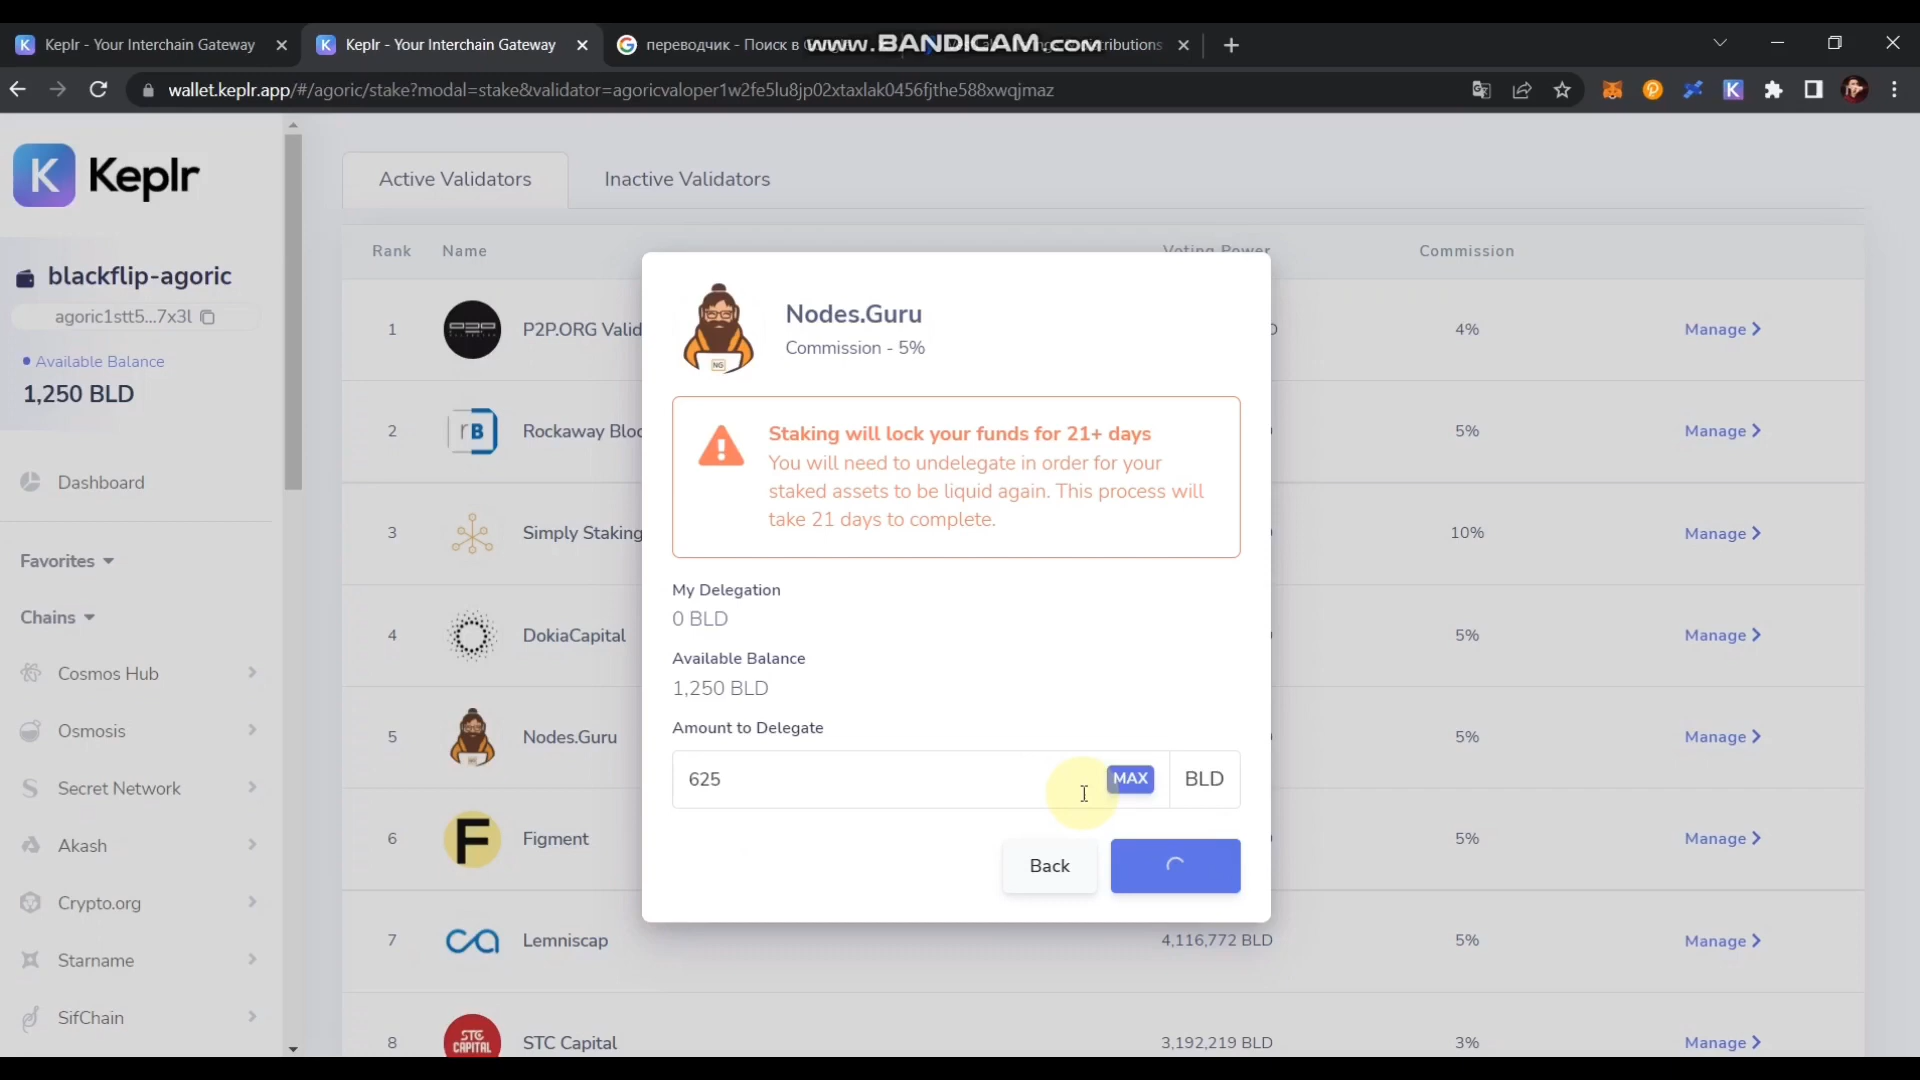 Keplr - Your Interchain Gateway
Keplr - Your Interchain Gateway
переводчик - Поиск в
www.BANDICAM.com
wallet.keplr.app/#/agoric/stake?modal=stake&validator=agoricvaloper1w2fe5lu8jp02xtaxlak0456fjthe588xwqjmaz
Keplr
blackflip-agoric
agoric1stt5...7x3l
Available Balance
1,250 BLD
Dashboard
Favorites
Chains
Cosmos Hub
Osmosis
Secret Network
Akash
Crypto.org
Starname
SifChain
Active Validators
Inactive Validators
Rank Name Voting Power Commission
1 P2P.ORG Valid 4% Manage
2 rB Rockaway Bloc 5% Manage
3 Simply Staking 10% Manage
4 DokiaCapital 5% Manage
5 Nodes.Guru 5% Manage
6 Figment 5% Manage
7 Lemniscap 4,116,772 BLD 5% Manage
8 STC CAPITAL STC Capital 3,192,219 BLD 3% Manage
Nodes.Guru
Commission - 5%
NG
Staking will lock your funds for 21+ days
You will need to undelegate in order for your
staked assets to be liquid again. This process will
take 21 days to complete.
My Delegation
0 BLD
Available Balance
1,250 BLD
Amount to Delegate
625 MAX BLD
Back